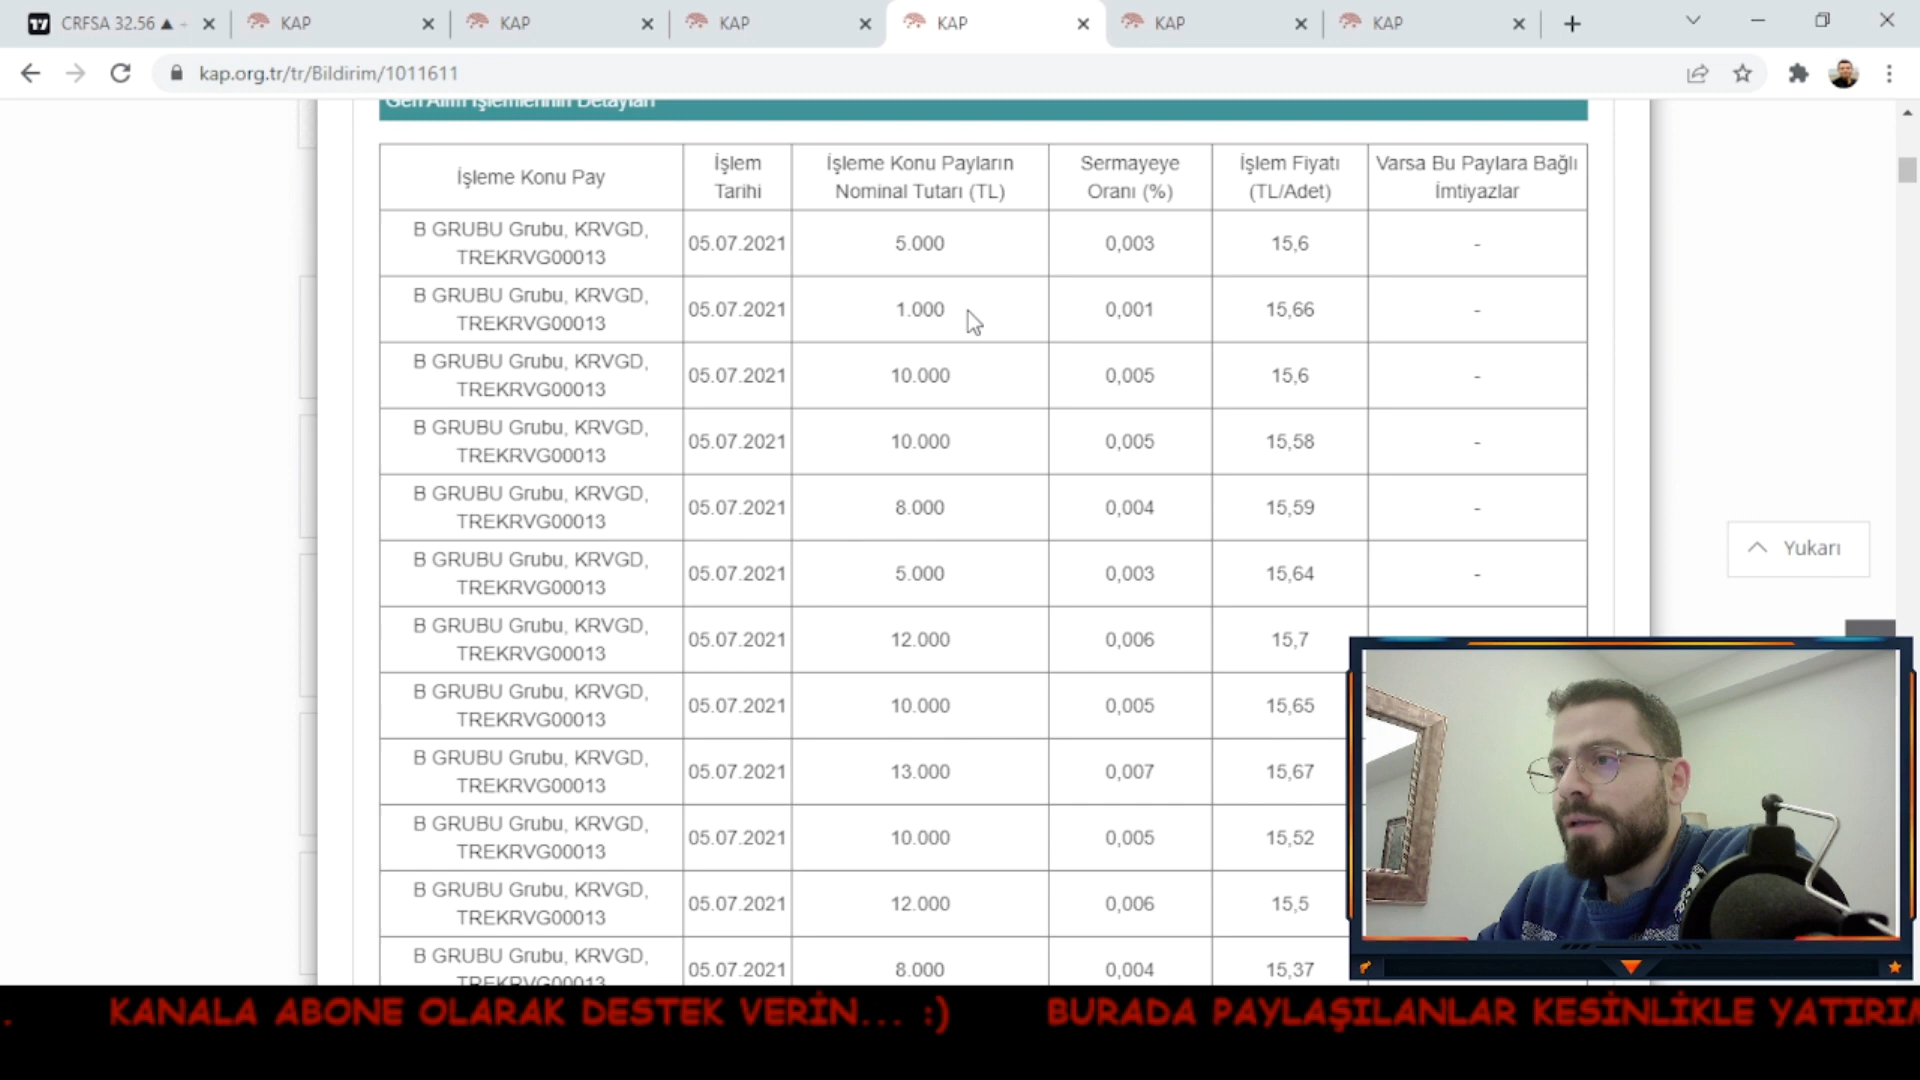 CRFSA 32.56 ▲
KAP
KAP
KAP
KAP
KAP
KAP
kap.org.tr/tr/Bildirim/1011611
Geri Alım İşlemlerinin Detayları
İşleme Konu Pay
İşlem
Tarihi
İşleme Konu Payların
Nominal Tutarı (TL)
Sermayeye
Oranı (%)
İşlem Fiyatı
(TL/Adet)
Varsa Bu Paylara Bağlı
İmtiyazlar
B GRUBU Grubu, KRVGD,
TREKRVG00013
05.07.2021
5.000
0,003
15,6
-
B GRUBU Grubu, KRVGD,
TREKRVG00013
05.07.2021
1.000
0,001
15,66
-
B GRUBU Grubu, KRVGD,
TREKRVG00013
05.07.2021
10.000
0,005
15,6
-
B GRUBU Grubu, KRVGD,
TREKRVG00013
05.07.2021
10.000
0,005
15,58
-
B GRUBU Grubu, KRVGD,
TREKRVG00013
05.07.2021
8.000
0,004
15,59
-
B GRUBU Grubu, KRVGD,
TREKRVG00013
05.07.2021
5.000
0,003
15,64
-
B GRUBU Grubu, KRVGD,
TREKRVG00013
05.07.2021
12.000
0,006
15,7
B GRUBU Grubu, KRVGD,
TREKRVG00013
05.07.2021
10.000
0,005
15,65
B GRUBU Grubu, KRVGD,
TREKRVG00013
05.07.2021
13.000
0,007
15,67
B GRUBU Grubu, KRVGD,
TREKRVG00013
05.07.2021
10.000
0,005
15,52
B GRUBU Grubu, KRVGD,
TREKRVG00013
05.07.2021
12.000
0,006
15,5
B GRUBU Grubu, KRVGD,
TREKRVG00013
05.07.2021
8.000
0,004
15,37
Yukarı
. KANALA ABONE OLARAK DESTEK VERİN... :) BURADA PAYLAŞILANLAR KESİNLİKLE YATIRIM